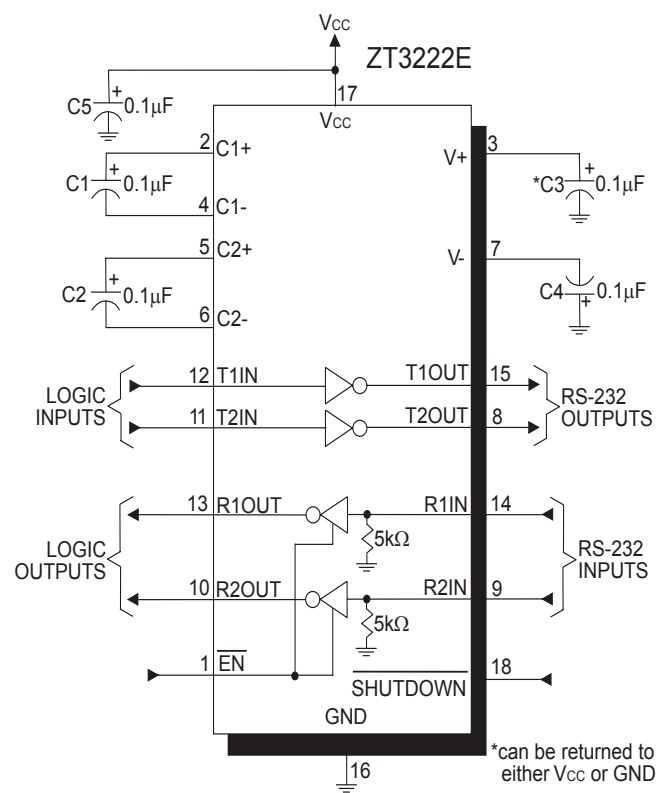 Vcc
ZT3222E
17
Vcc
C5
+
0.1μF
2
C1+
3
V+
C1
+
0.1μF
*C3
+
0.1μF
4
C1-
5
C2+
7
V-
C2
+
0.1μF
C4
+
0.1μF
6
C2-
LOGIC
INPUTS
12
T1IN
T1OUT
15
11
T2IN
T2OUT
8
RS-232
OUTPUTS
LOGIC
OUTPUTS
13
R1OUT
R1IN
14
5kΩ
10
R2OUT
R2IN
9
5kΩ
RS-232
INPUTS
1
EN
18
SHUTDOWN
GND
16
*can be returned to
either Vcc or GND